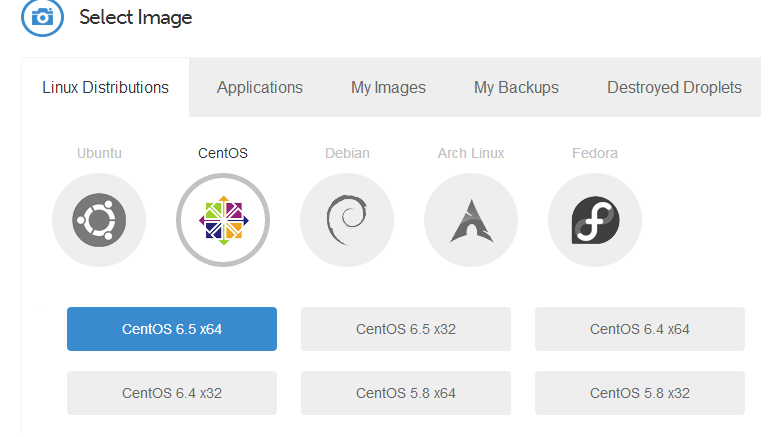 Select Image
Linux Distributions Applications My Images My Backups Destroyed Droplets
Ubuntu CentOS Debian Arch Linux Fedora
CentOS 6.5 x64 CentOS 6.5 x32 CentOS 6.4 x64
CentOS 6.4 x32 CentOS 5.8 x64 CentOS 5.8 x32